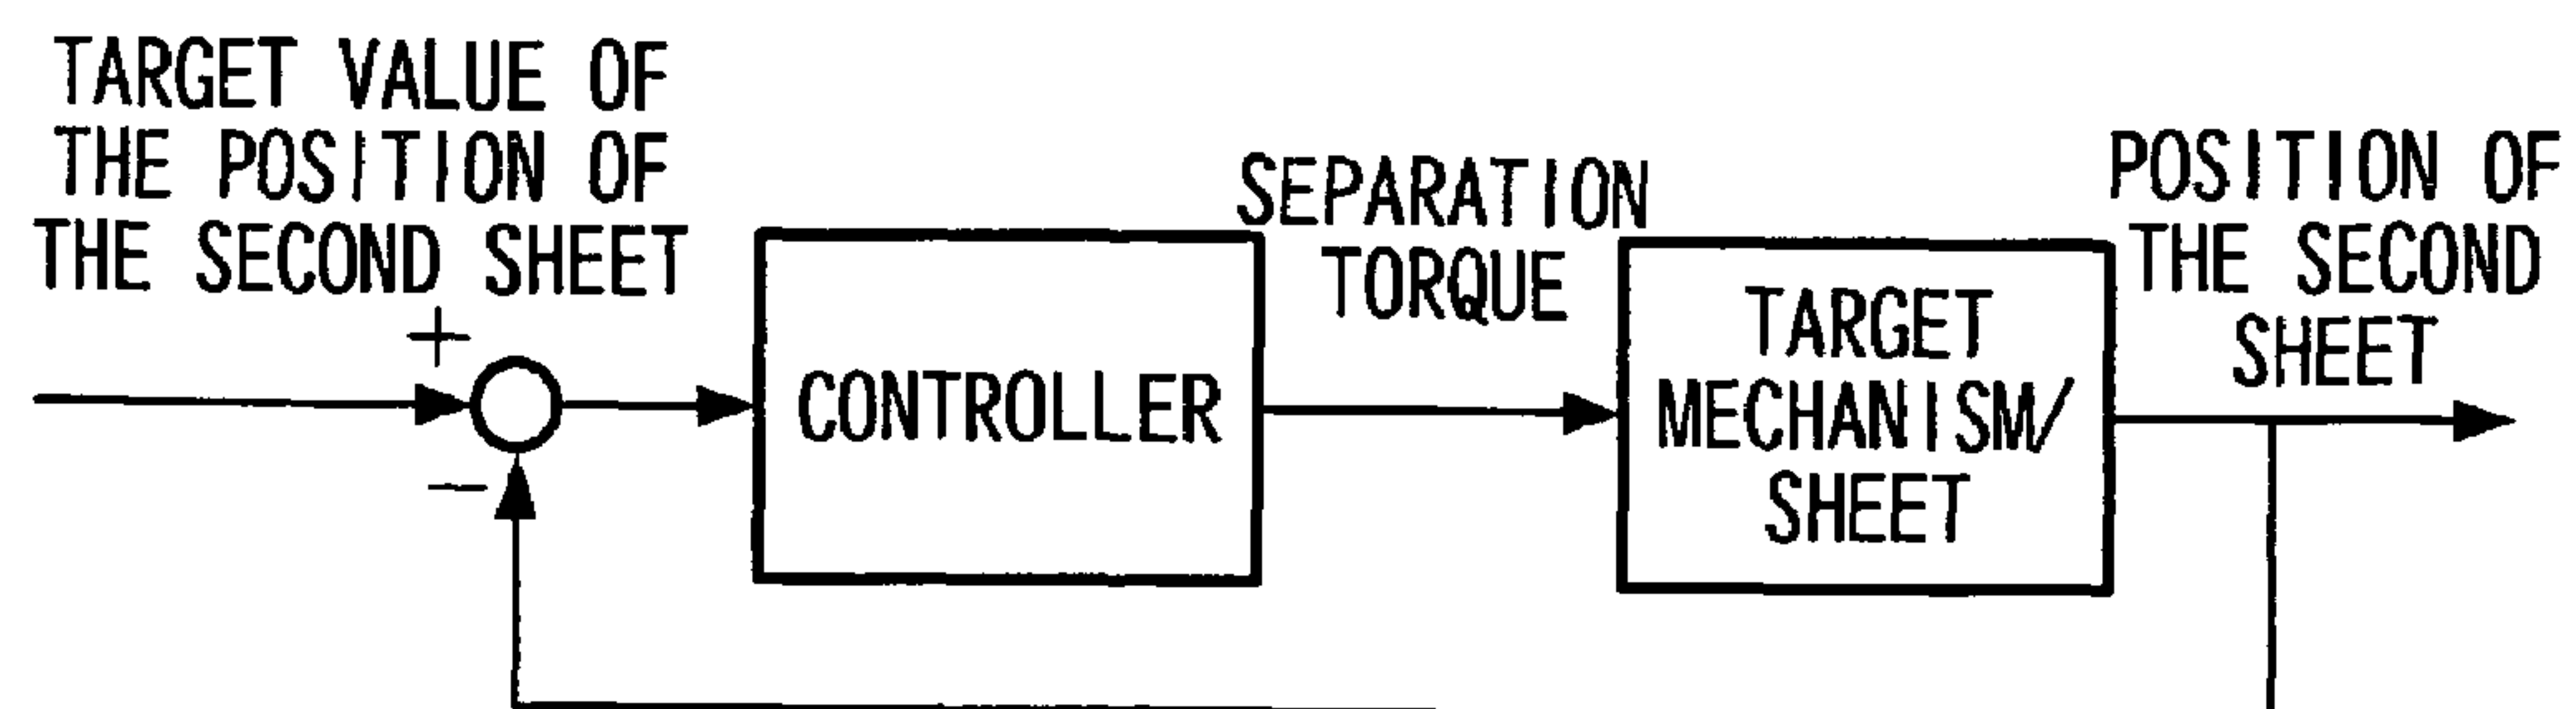 TARGET VALUE OF
THE POSITION OF
THE SECOND SHEET
+
−
CONTROLLER
SEPARATION
TORQUE
TARGET
MECHANISM/
SHEET
POSITION OF
THE SECOND
SHEET